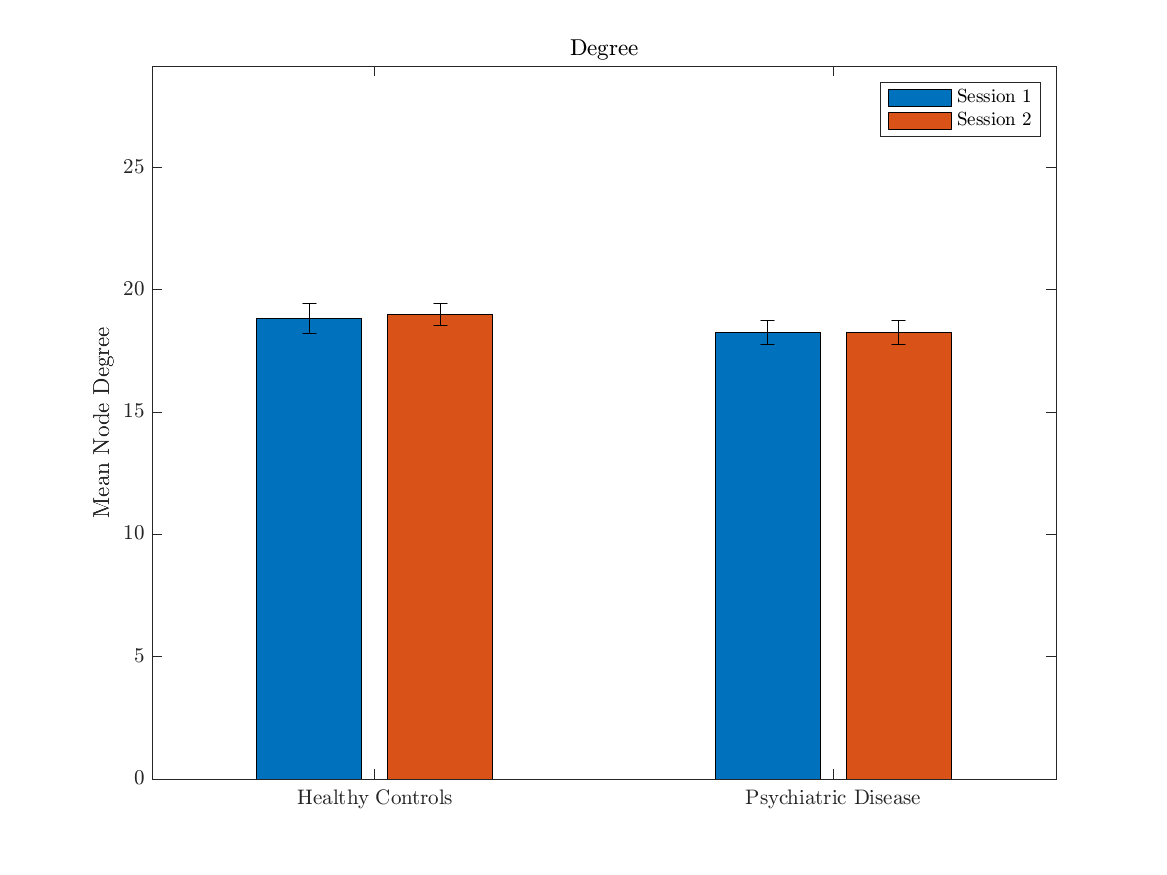 Degree
Session 1
Session 2
25
20
15
10
5
0
Mean Node Degree
Healthy Controls
Psychiatric Disease